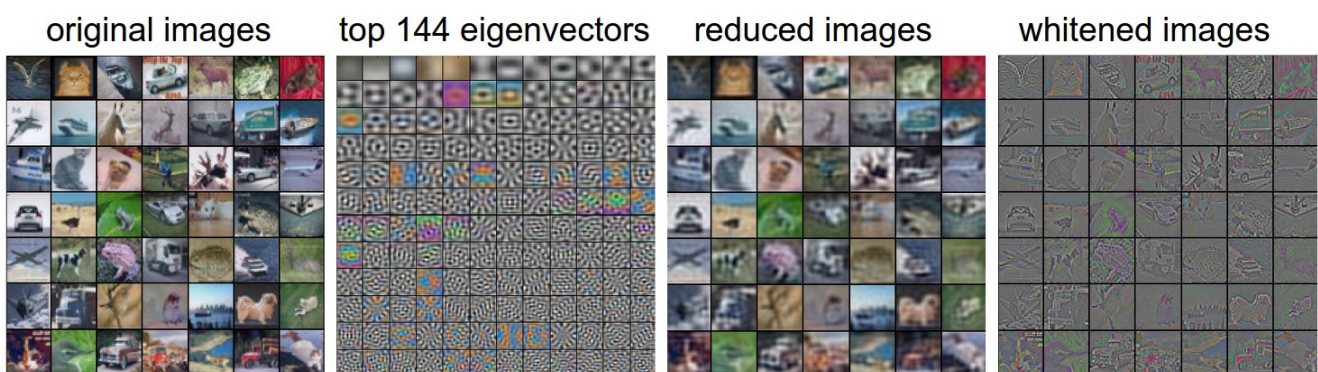 original images
top 144 eigenvectors
reduced images
whitened images